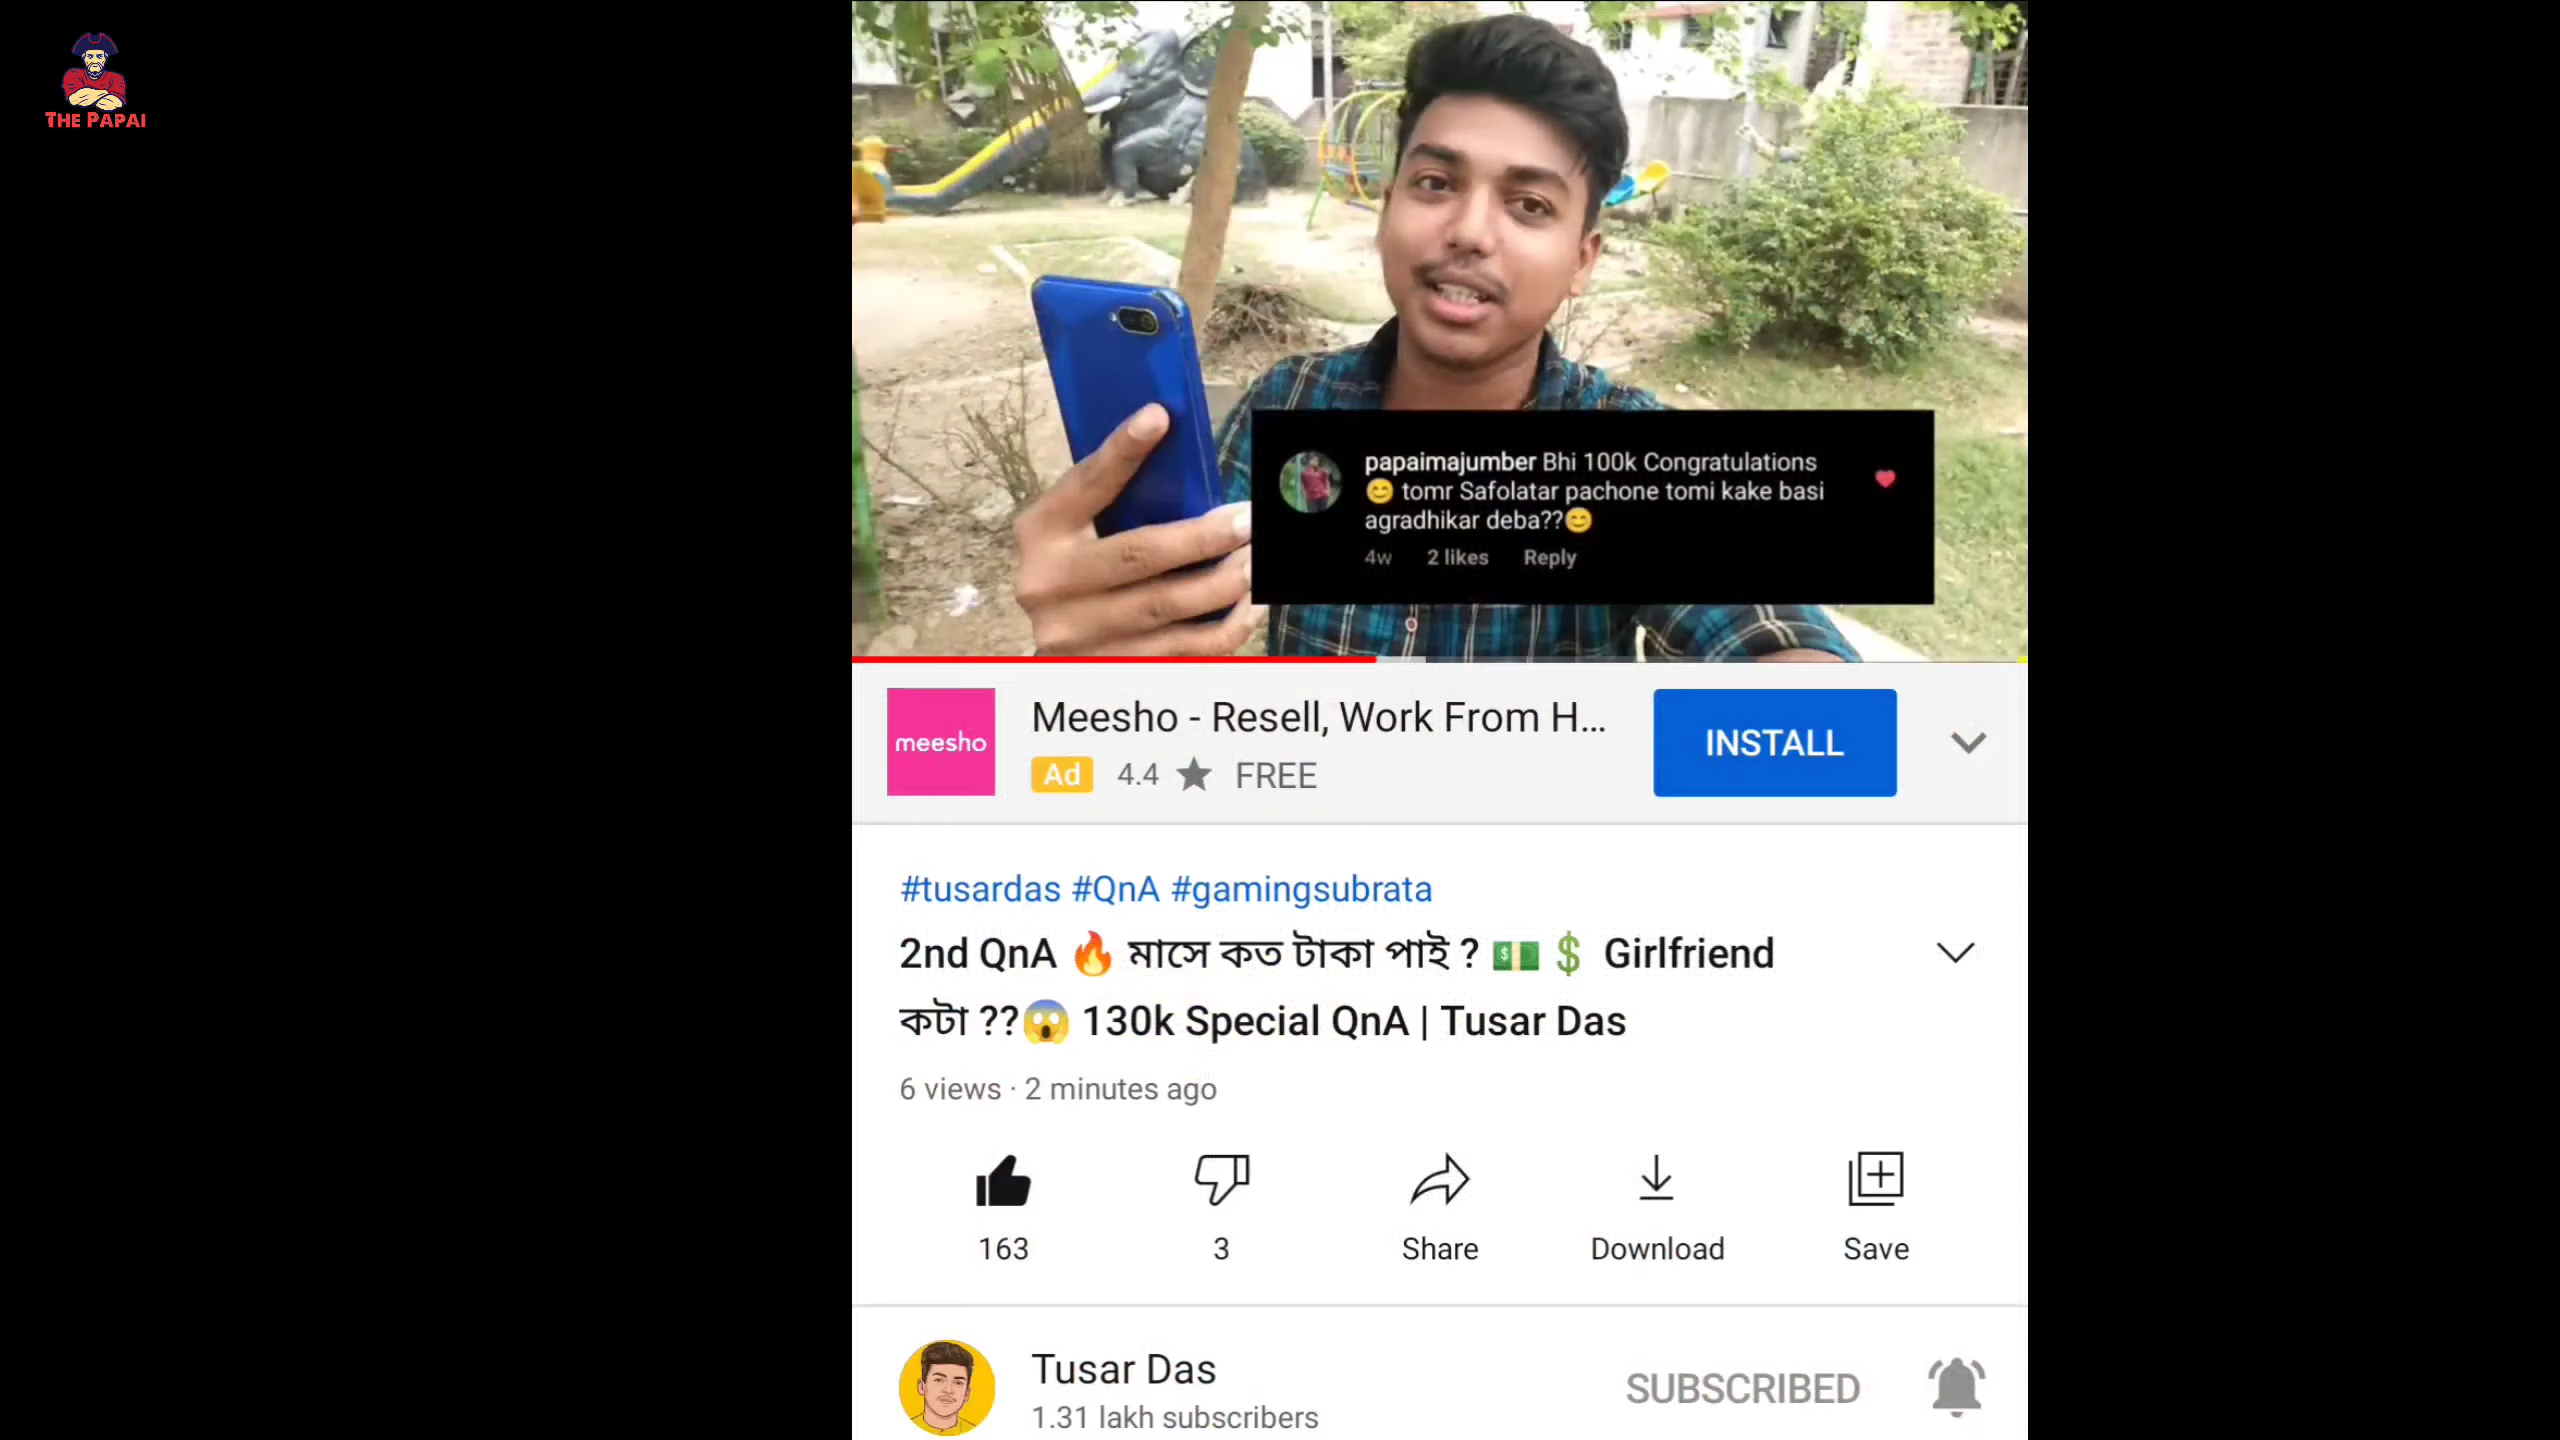 THE PAPAI
papaimajumber Bhi 100k Congratulations
😊 tomr Safolatar pachone tomi kake basi
agradhikar deba??😊
4w 2 likes Reply
meesho
Meesho - Resell, Work From H...
Ad 4.4 ★ FREE
INSTALL
#tusardas #QnA #gamingsubrata
2nd QnA 🔥 মাসে কত টাকা পাই ? 💵💲 Girlfriend
কটা ??😱 130k Special QnA | Tusar Das
6 views · 2 minutes ago
163 3 Share Download Save
Tusar Das
1.31 lakh subscribers
SUBSCRIBED